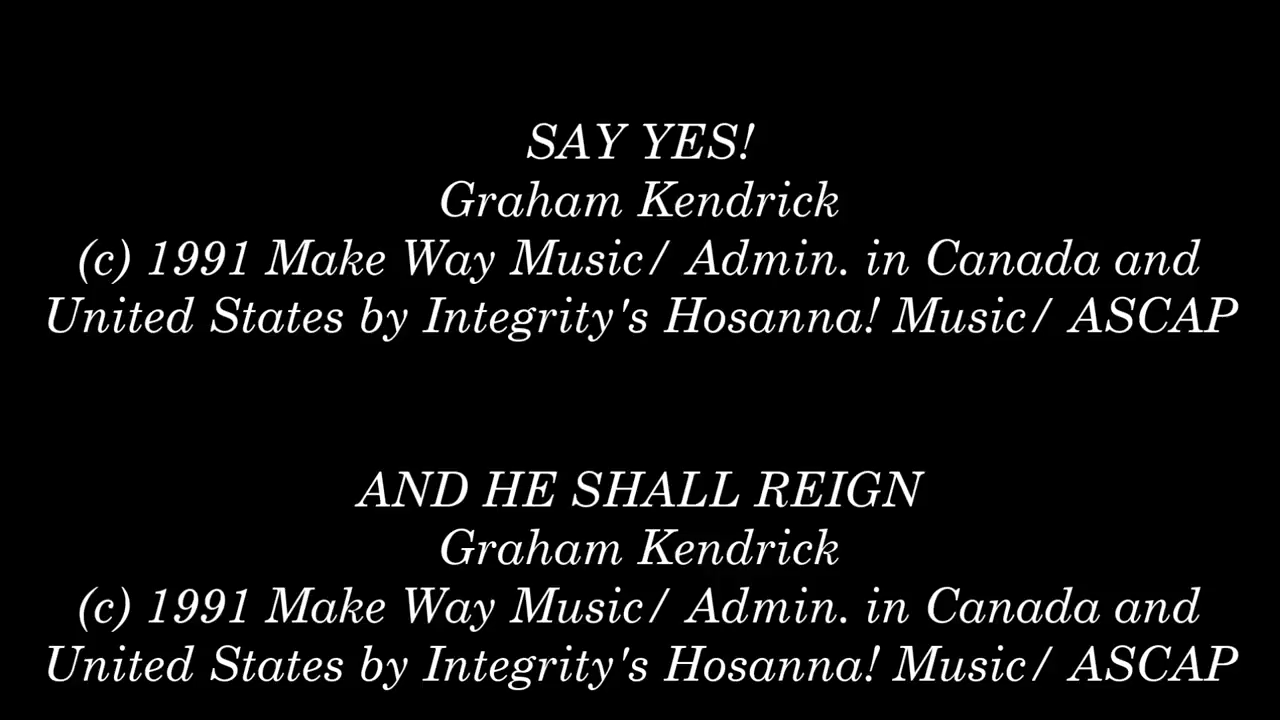 SAY YES!
Graham Kendrick
(c) 1991 Make Way Music/ Admin. in Canada and
United States by Integrity's Hosanna! Music/ ASCAP
AND HE SHALL REIGN
Graham Kendrick
(c) 1991 Make Way Music/ Admin. in Canada and
United States by Integrity's Hosanna! Music/ ASCAP